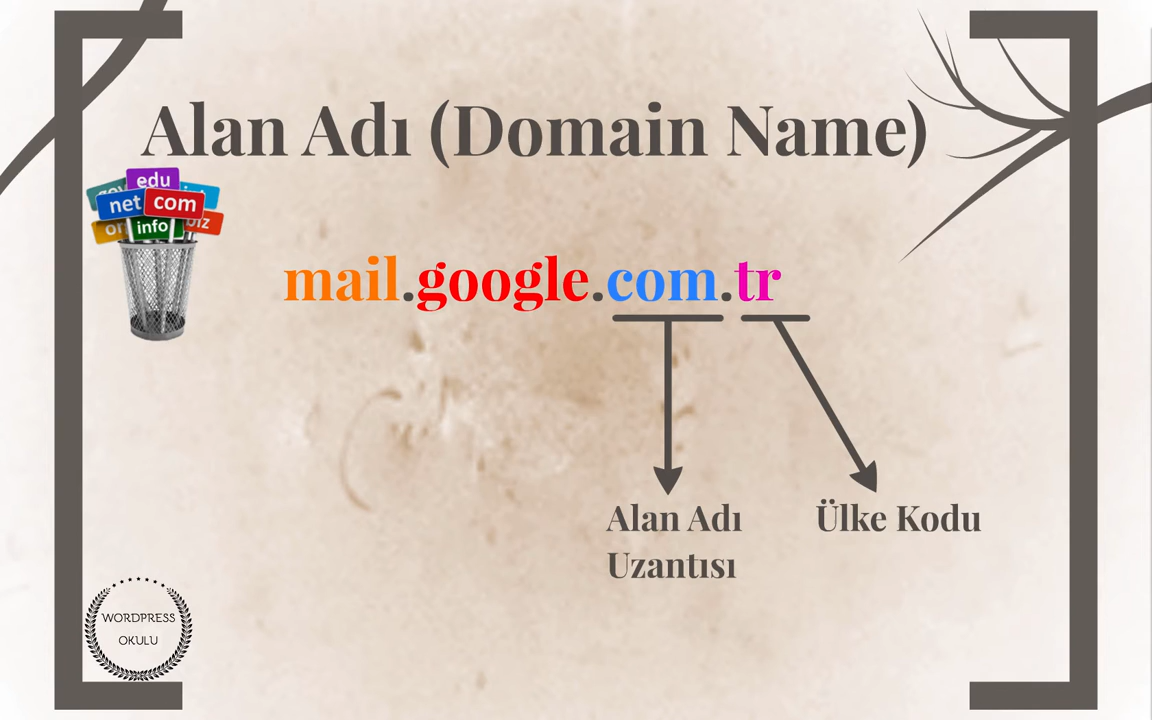 Alan Adı (Domain Name)
edu
net com
info
mail.google.com.tr
Alan Adı
Uzantısı
Ülke Kodu
WORDPRESS
OKULU